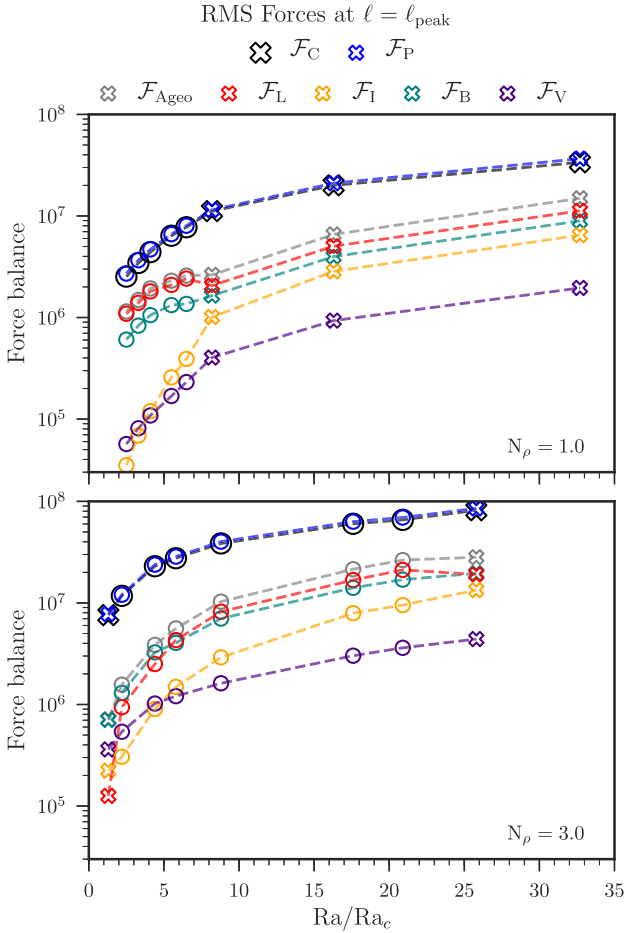 RMS Forces at ℓ = ℓ_peak
ℱ_C ℱ_P
ℱ_Ageo ℱ_L ℱ_I ℱ_B ℱ_V
10^8
10^7
10^6
10^5
Force balance
N_ρ = 1.0
10^8
10^7
10^6
10^5
Force balance
N_ρ = 3.0
0 5 10 15 20 25 30 35
Ra/Ra_c